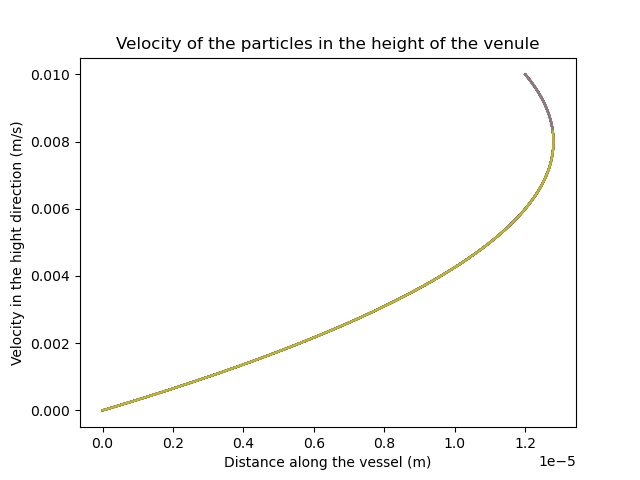 Velocity of the particles in the height of the venule
Velocity in the hight direction (m/s)
0.010
0.008
0.006
0.004
0.002
0.000
0.0 0.2 0.4 0.6 0.8 1.0 1.2
1e−5
Distance along the vessel (m)